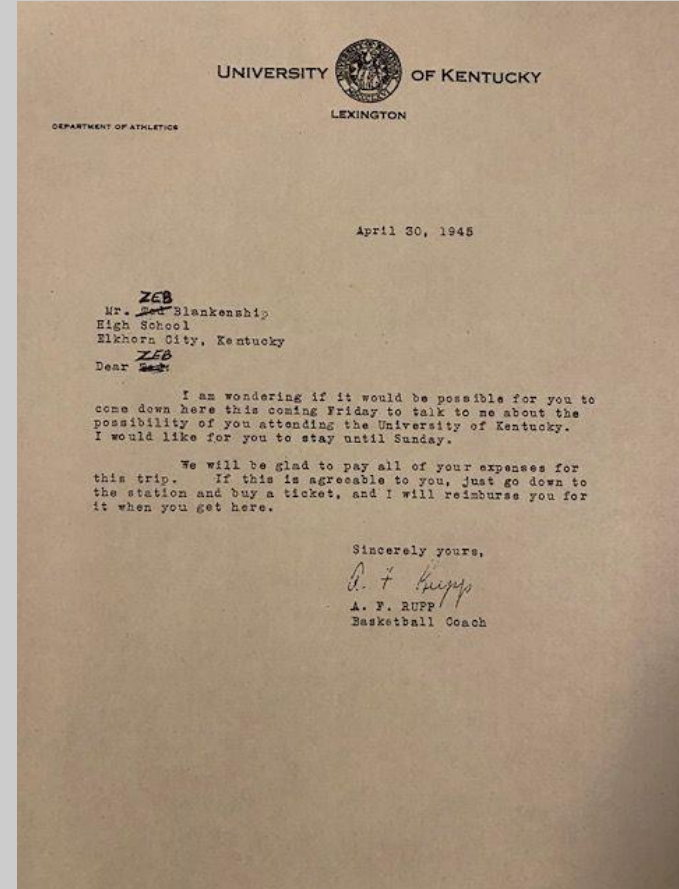 UNIVERSITY OF KENTUCKY
LEXINGTON
DEPARTMENT OF ATHLETICS
April 30, 1945
ZEB
Mr. Ted Blankenship
High School
Elkhorn City, Kentucky
ZEB
Dear
I am wondering if it would be possible for you to
come down here this coming Friday to talk to me about the
possibility of you attending the University of Kentucky.
I would like for you to stay until Sunday.
We will be glad to pay all of your expenses for
this trip. If this is agreeable to you, just go down to
the station and buy a ticket, and I will reimburse you for
it when you get here.
Sincerely yours,
A. F. Rupp
A. F. RUPP
Basketball Coach